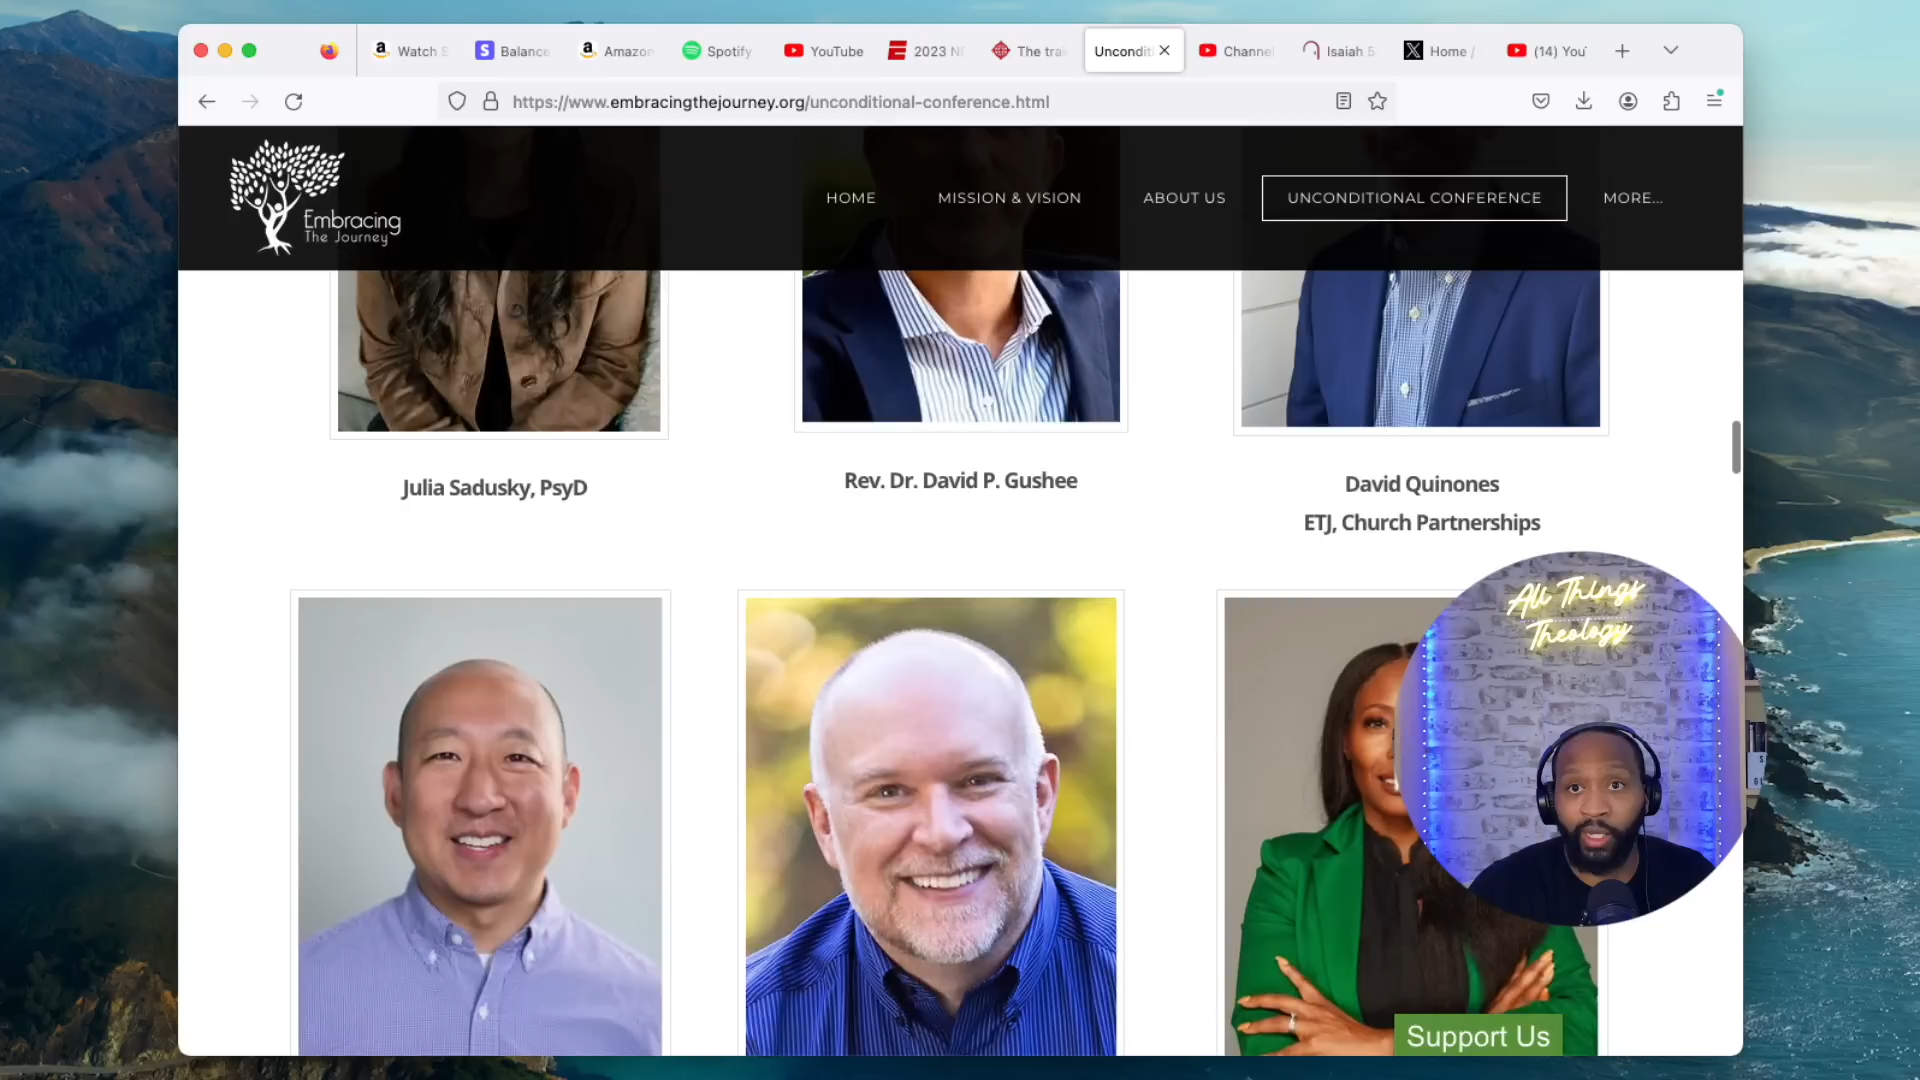 Watch S
Balance
Amazon
Spotify
YouTube
2023 N
The trai
Uncondit
Channel
Isaiah 5
Home /
(14) You
https://www.embracingthejourney.org/unconditional-conference.html
Embracing
The Journey
HOME
MISSION & VISION
ABOUT US
UNCONDITIONAL CONFERENCE
MORE...
Julia Sadusky, PsyD
Rev. Dr. David P. Gushee
David Quinones
ETJ, Church Partnerships
All Things
Theology
Support Us